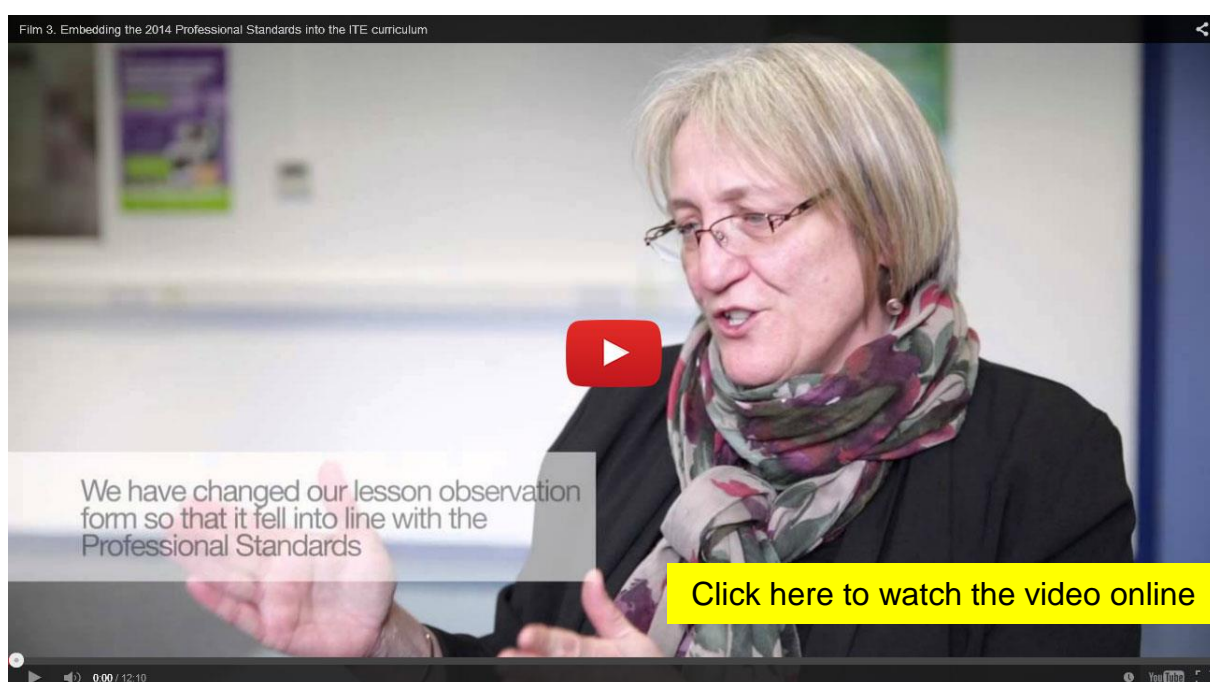 Film 3. Embedding the 2014 Professional Standards into the ITE curriculum
We have changed our lesson observation
form so that it fell into line with the
Professional Standards
Click here to watch the video online
0:00 / 12:10
YouTube